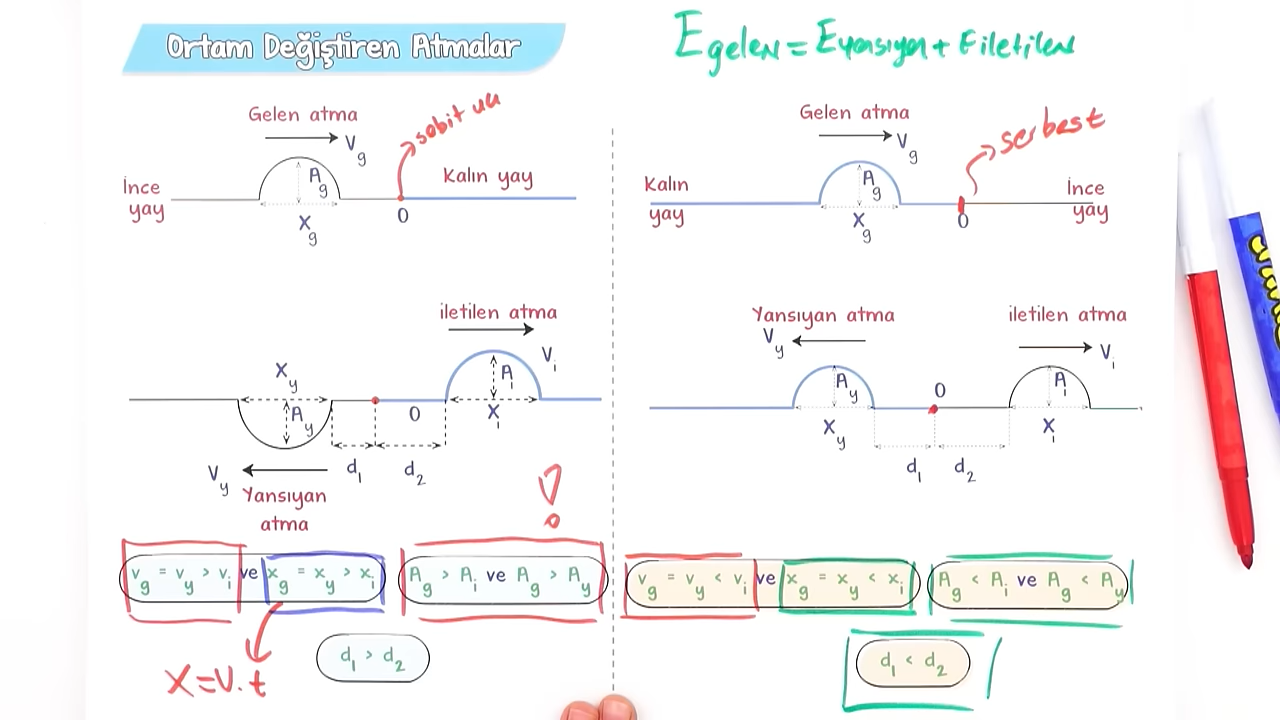 Ortam Değiştiren Atmalar
Egelen = Eyansıyan + Eiletilen
Gelen atma
Vg
sabit uç
Ag
Kalın yay
İnce
yay
O
Xg
Gelen atma
Vg
serbest
Ag
Kalın
yay
İnce
yay
O
Xg
iletilen atma
Vi
Xy
Ai
Ay
O
Xi
d1
d2
Vy
Yansıyan
atma
Yansıyan atma
Vy
iletilen atma
Vi
Ay
O
Ai
Xy
Xi
d1
d2
vg = vy > vi ve xg = xy > xi
Ag > Ai ve Ag > Ay
d1 > d2
X=V.t
!
vg = vy < vi ve xg = xy < xi
Ag < Ai ve Ag < Ay
d1 < d2